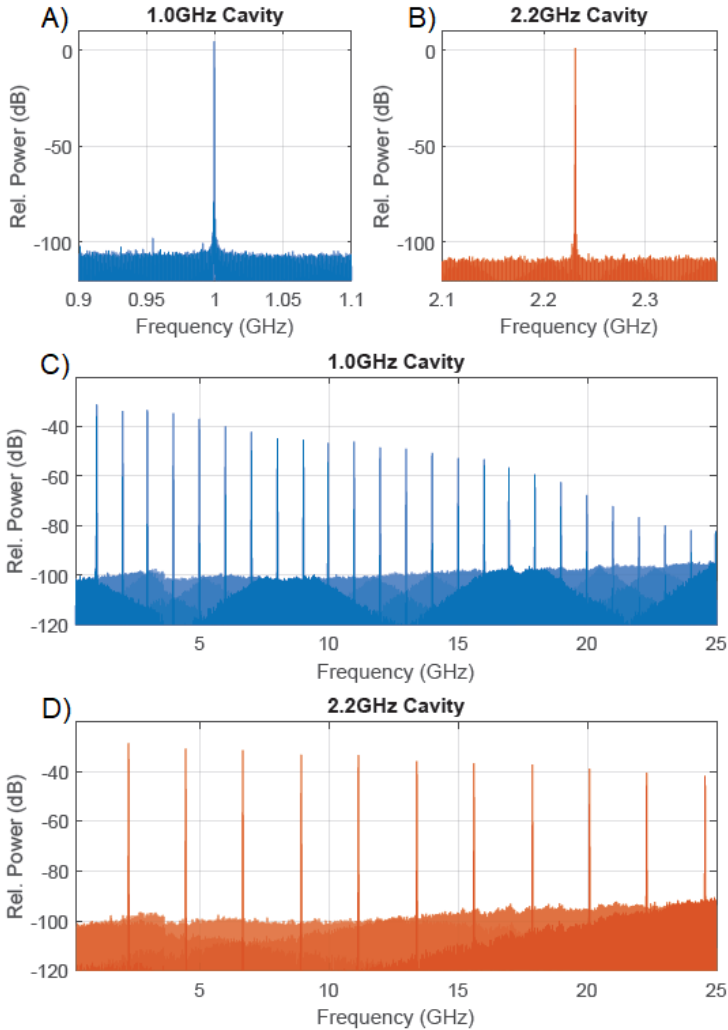 A) 1.0GHz Cavity
Rel. Power (dB)
0
-50
-100
0.9 0.95 1 1.05 1.1
Frequency (GHz)
B) 2.2GHz Cavity
Rel. Power (dB)
0
-50
-100
2.1 2.2 2.3
Frequency (GHz)
C) 1.0GHz Cavity
Rel. Power (dB)
-40
-60
-80
-100
-120
5 10 15 20 25
Frequency (GHz)
D) 2.2GHz Cavity
Rel. Power (dB)
-40
-60
-80
-100
-120
5 10 15 20 25
Frequency (GHz)